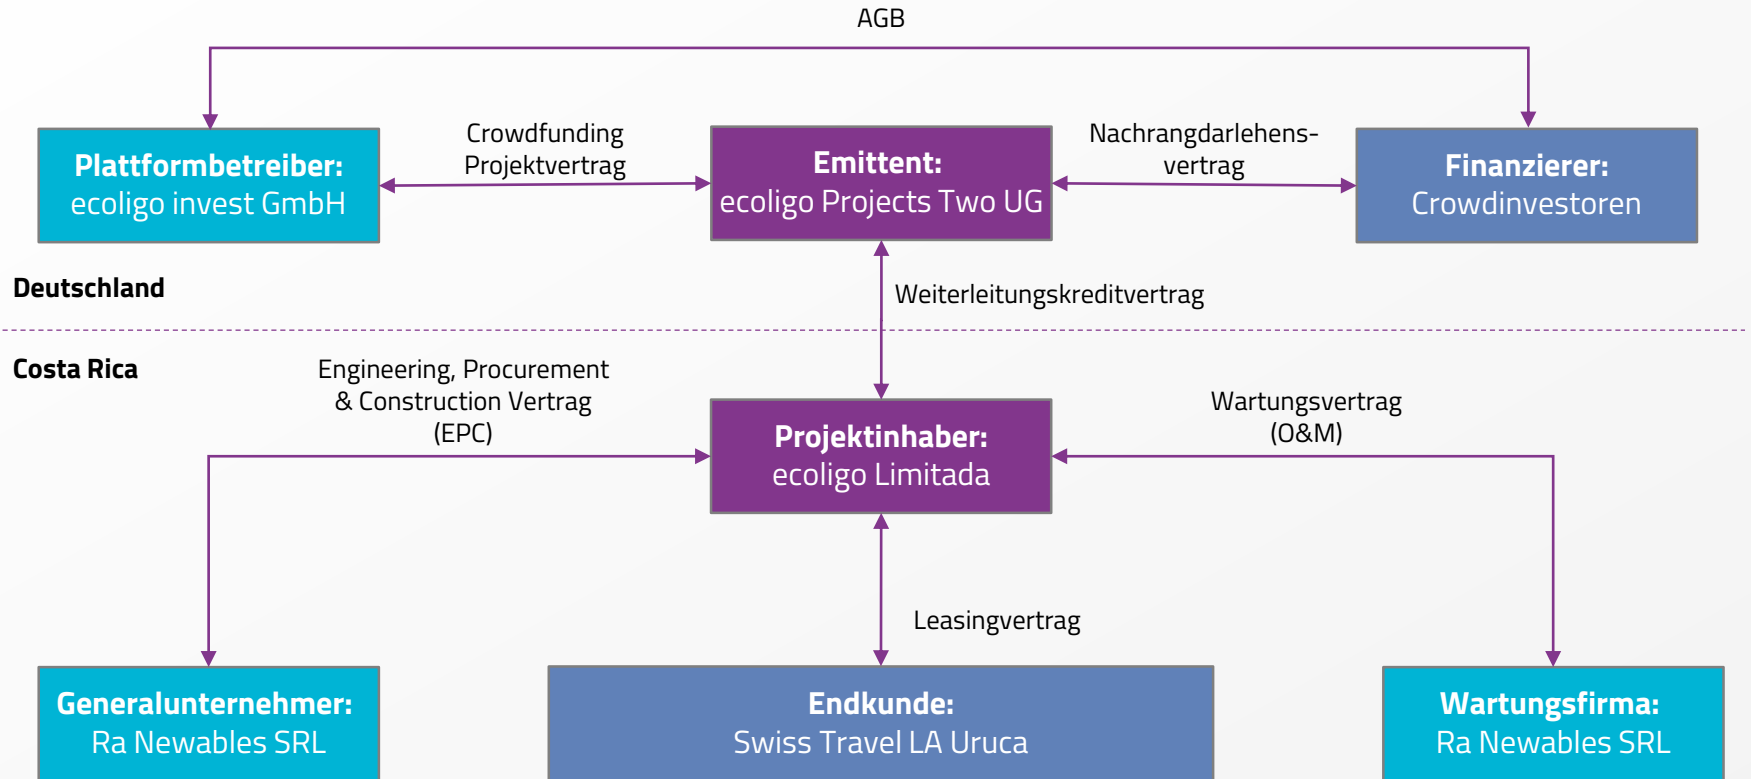 AGB
Plattformbetreiber:
ecoligo invest GmbH
Crowdfunding
Projektvertrag
Emittent:
ecoligo Projects Two UG
Nachrangdarlehens-
vertrag
Finanzierer:
Crowdinvestoren
Deutschland
Weiterleitungskreditvertrag
Costa Rica
Engineering, Procurement
& Construction Vertrag
(EPC)
Projektinhaber:
ecoligo Limitada
Wartungsvertrag
(O&M)
Leasingvertrag
Generalunternehmer:
Ra Newables SRL
Endkunde:
Swiss Travel LA Uruca
Wartungsfirma:
Ra Newables SRL